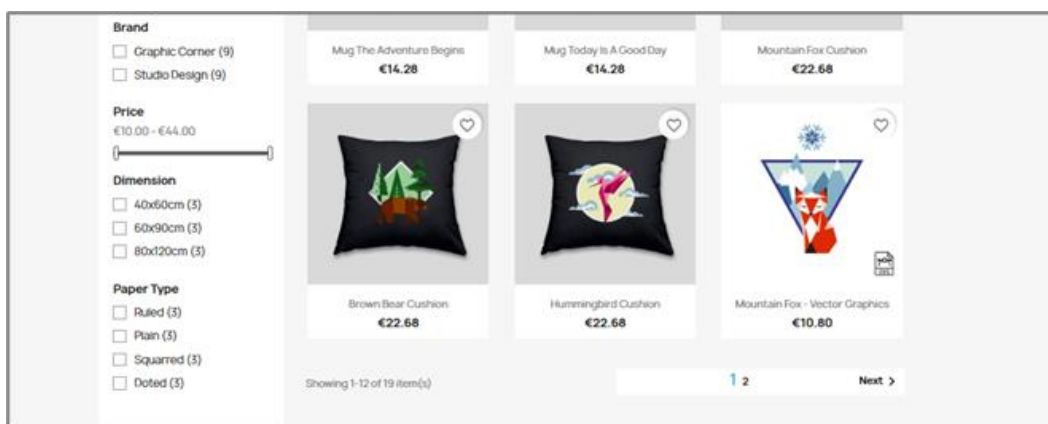 Brand
Graphic Corner (9)
Studio Design (9)
Price
€10.00 - €44.00
Dimension
40x60cm (3)
60x90cm (3)
80x120cm (3)
Paper Type
Ruled (3)
Plain (3)
Squarred (3)
Doted (3)
Mug The Adventure Begins
€14.28
Mug Today Is A Good Day
€14.28
Mountain Fox Cushion
€22.68
Brown Bear Cushion
€22.68
Hummingbird Cushion
€22.68
Mountain Fox - Vector Graphics
€10.80
Showing 1-12 of 19 item(s)
1 2
Next